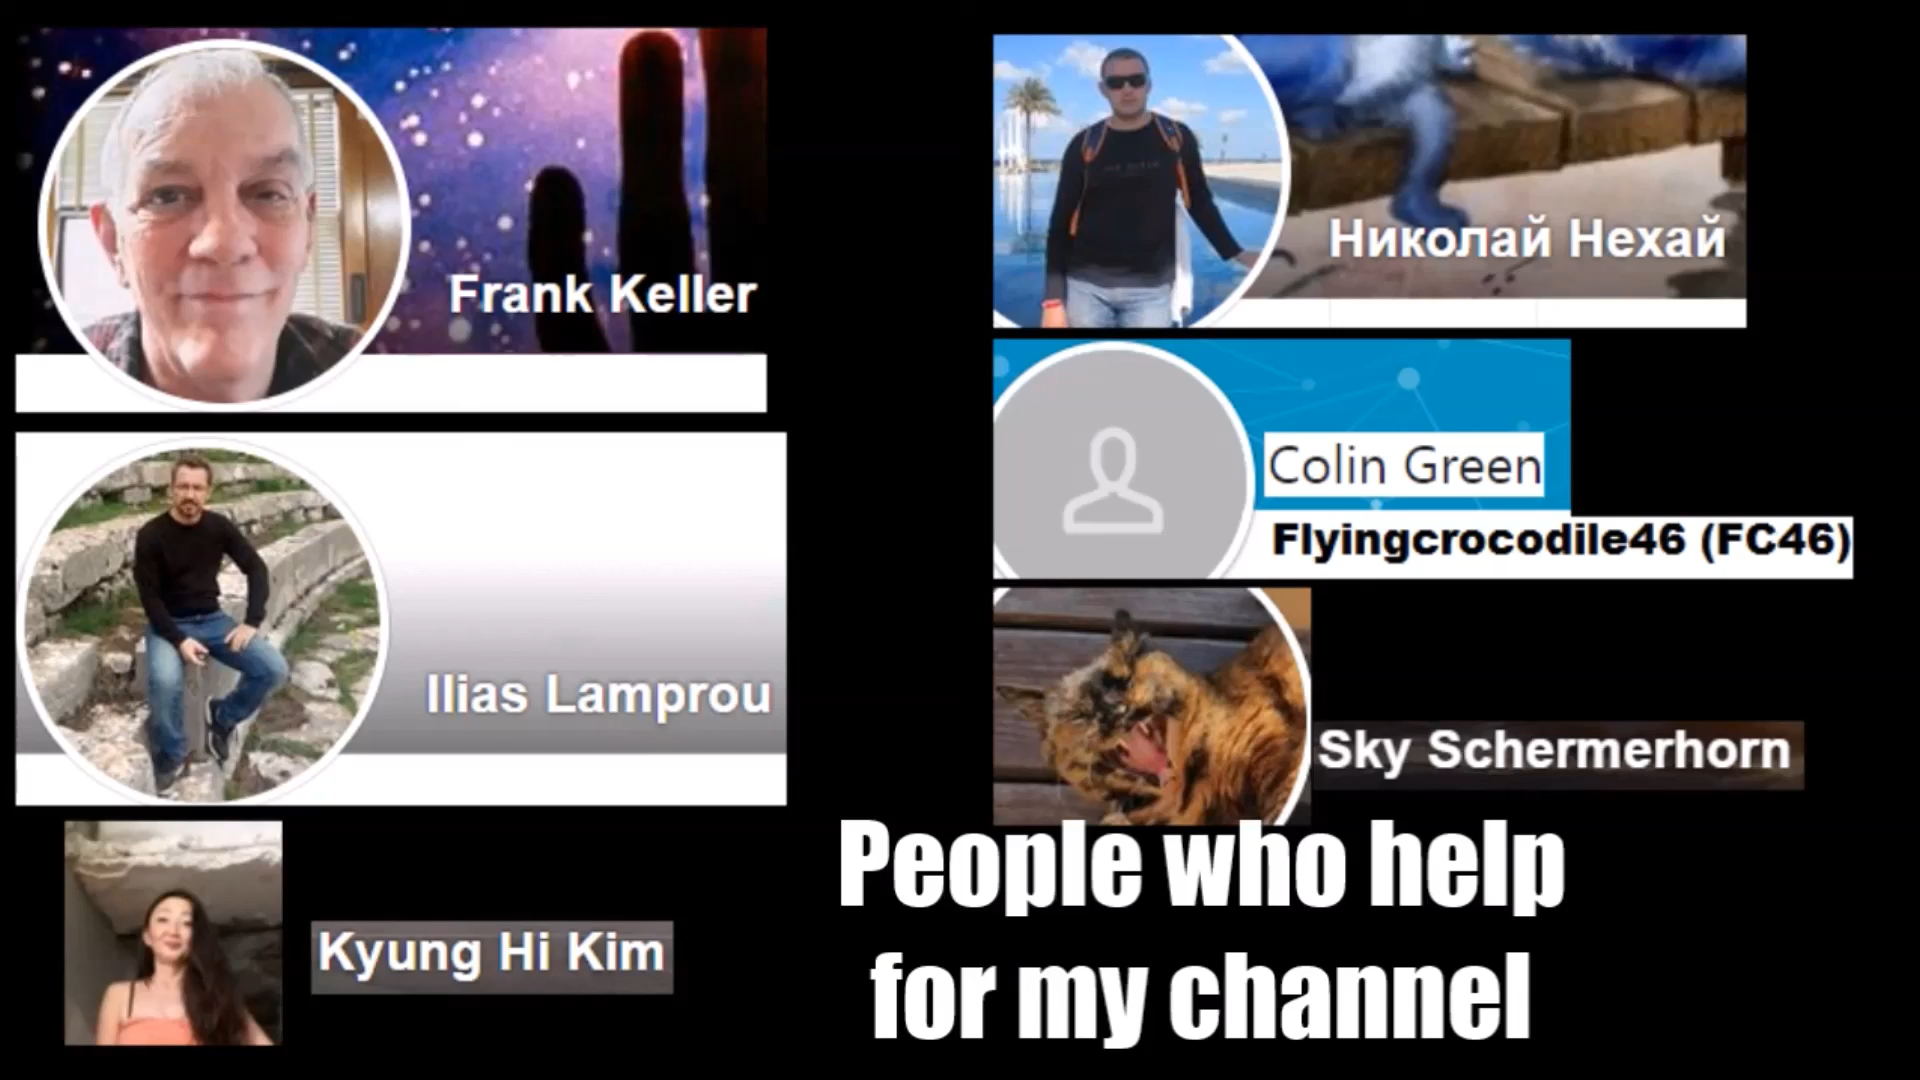 Frank Keller
Ilias Lamprou
Kyung Hi Kim
Николай Нехай
Colin Green
Flyingcrocodile46 (FC46)
Sky Schermerhorn
People who help
for my channel